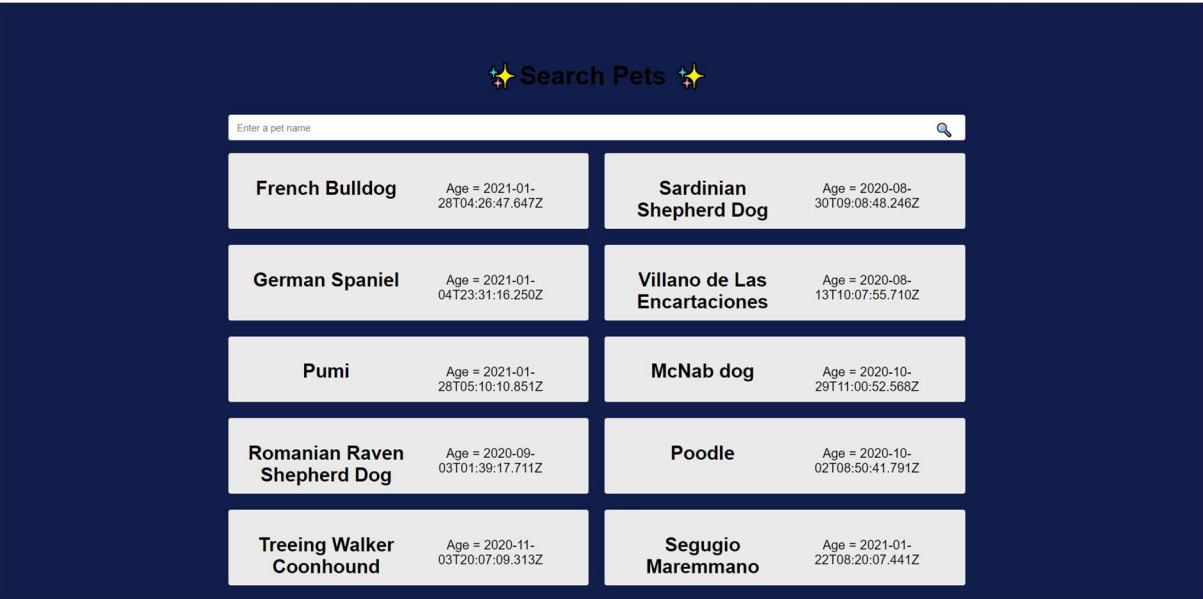 ✨Search Pets ✨
Enter a pet name
French Bulldog
Age = 2021-01-
28T04:26:47.647Z
Sardinian
Shepherd Dog
Age = 2020-08-
30T09:08:48.246Z
German Spaniel
Age = 2021-01-
04T23:31:16.250Z
Villano de Las
Encartaciones
Age = 2020-08-
13T10:07:55.710Z
Pumi
Age = 2021-01-
28T05:10:10.851Z
McNab dog
Age = 2020-10-
29T11:00:52.568Z
Romanian Raven
Shepherd Dog
Age = 2020-09-
03T01:39:17.711Z
Poodle
Age = 2020-10-
02T08:50:41.791Z
Treeing Walker
Coonhound
Age = 2020-11-
03T20:07:09.313Z
Segugio
Maremmano
Age = 2021-01-
22T08:20:07.441Z